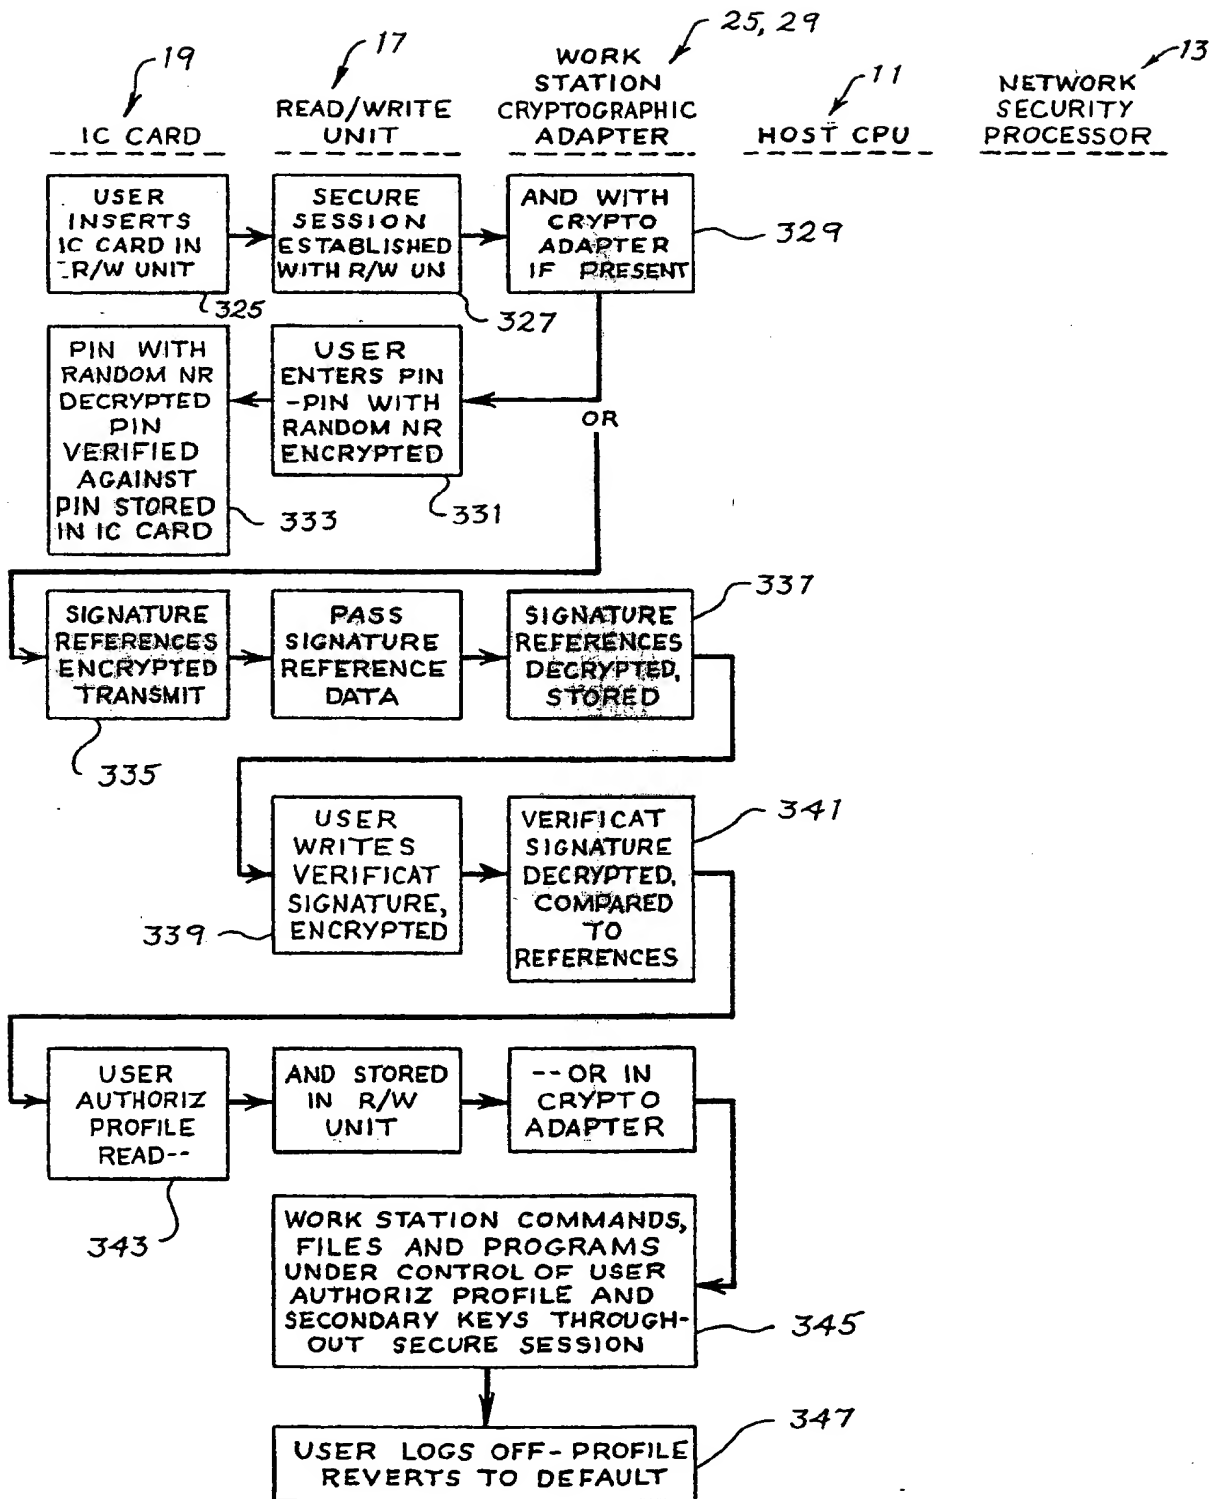 19
IC CARD
17
READ/WRITE
UNIT
25, 29
WORK
STATION
CRYPTOGRAPHIC
ADAPTER
11
HOST CPU
13
NETWORK
SECURITY
PROCESSOR
USER
INSERTS
IC CARD IN
R/W UNIT
325
SECURE
SESSION
ESTABLISHED
WITH R/W UN
327
AND WITH
CRYPTO
ADAPTER
IF PRESENT
329
PIN WITH
RANDOM NR
DECRYPTED
PIN
VERIFIED
AGAINST
PIN STORED
IN IC CARD
333
USER
ENTERS PIN
-PIN WITH
RANDOM NR
ENCRYPTED
331
OR
SIGNATURE
REFERENCES
ENCRYPTED
TRANSMIT
335
PASS
SIGNATURE
REFERENCE
DATA
SIGNATURE
REFERENCES
DECRYPTED,
STORED
337
USER
WRITES
VERIFICAT
SIGNATURE,
ENCRYPTED
339
VERIFICAT
SIGNATURE
DECRYPTED,
COMPARED
TO
REFERENCES
341
USER
AUTHORIZ
PROFILE
READ--
343
AND STORED
IN R/W
UNIT
--OR IN
CRYPTO
ADAPTER
WORK STATION COMMANDS,
FILES AND PROGRAMS
UNDER CONTROL OF USER
AUTHORIZ PROFILE AND
SECONDARY KEYS THROUGH-
OUT SECURE SESSION
345
USER LOGS OFF-PROFILE
REVERTS TO DEFAULT
347